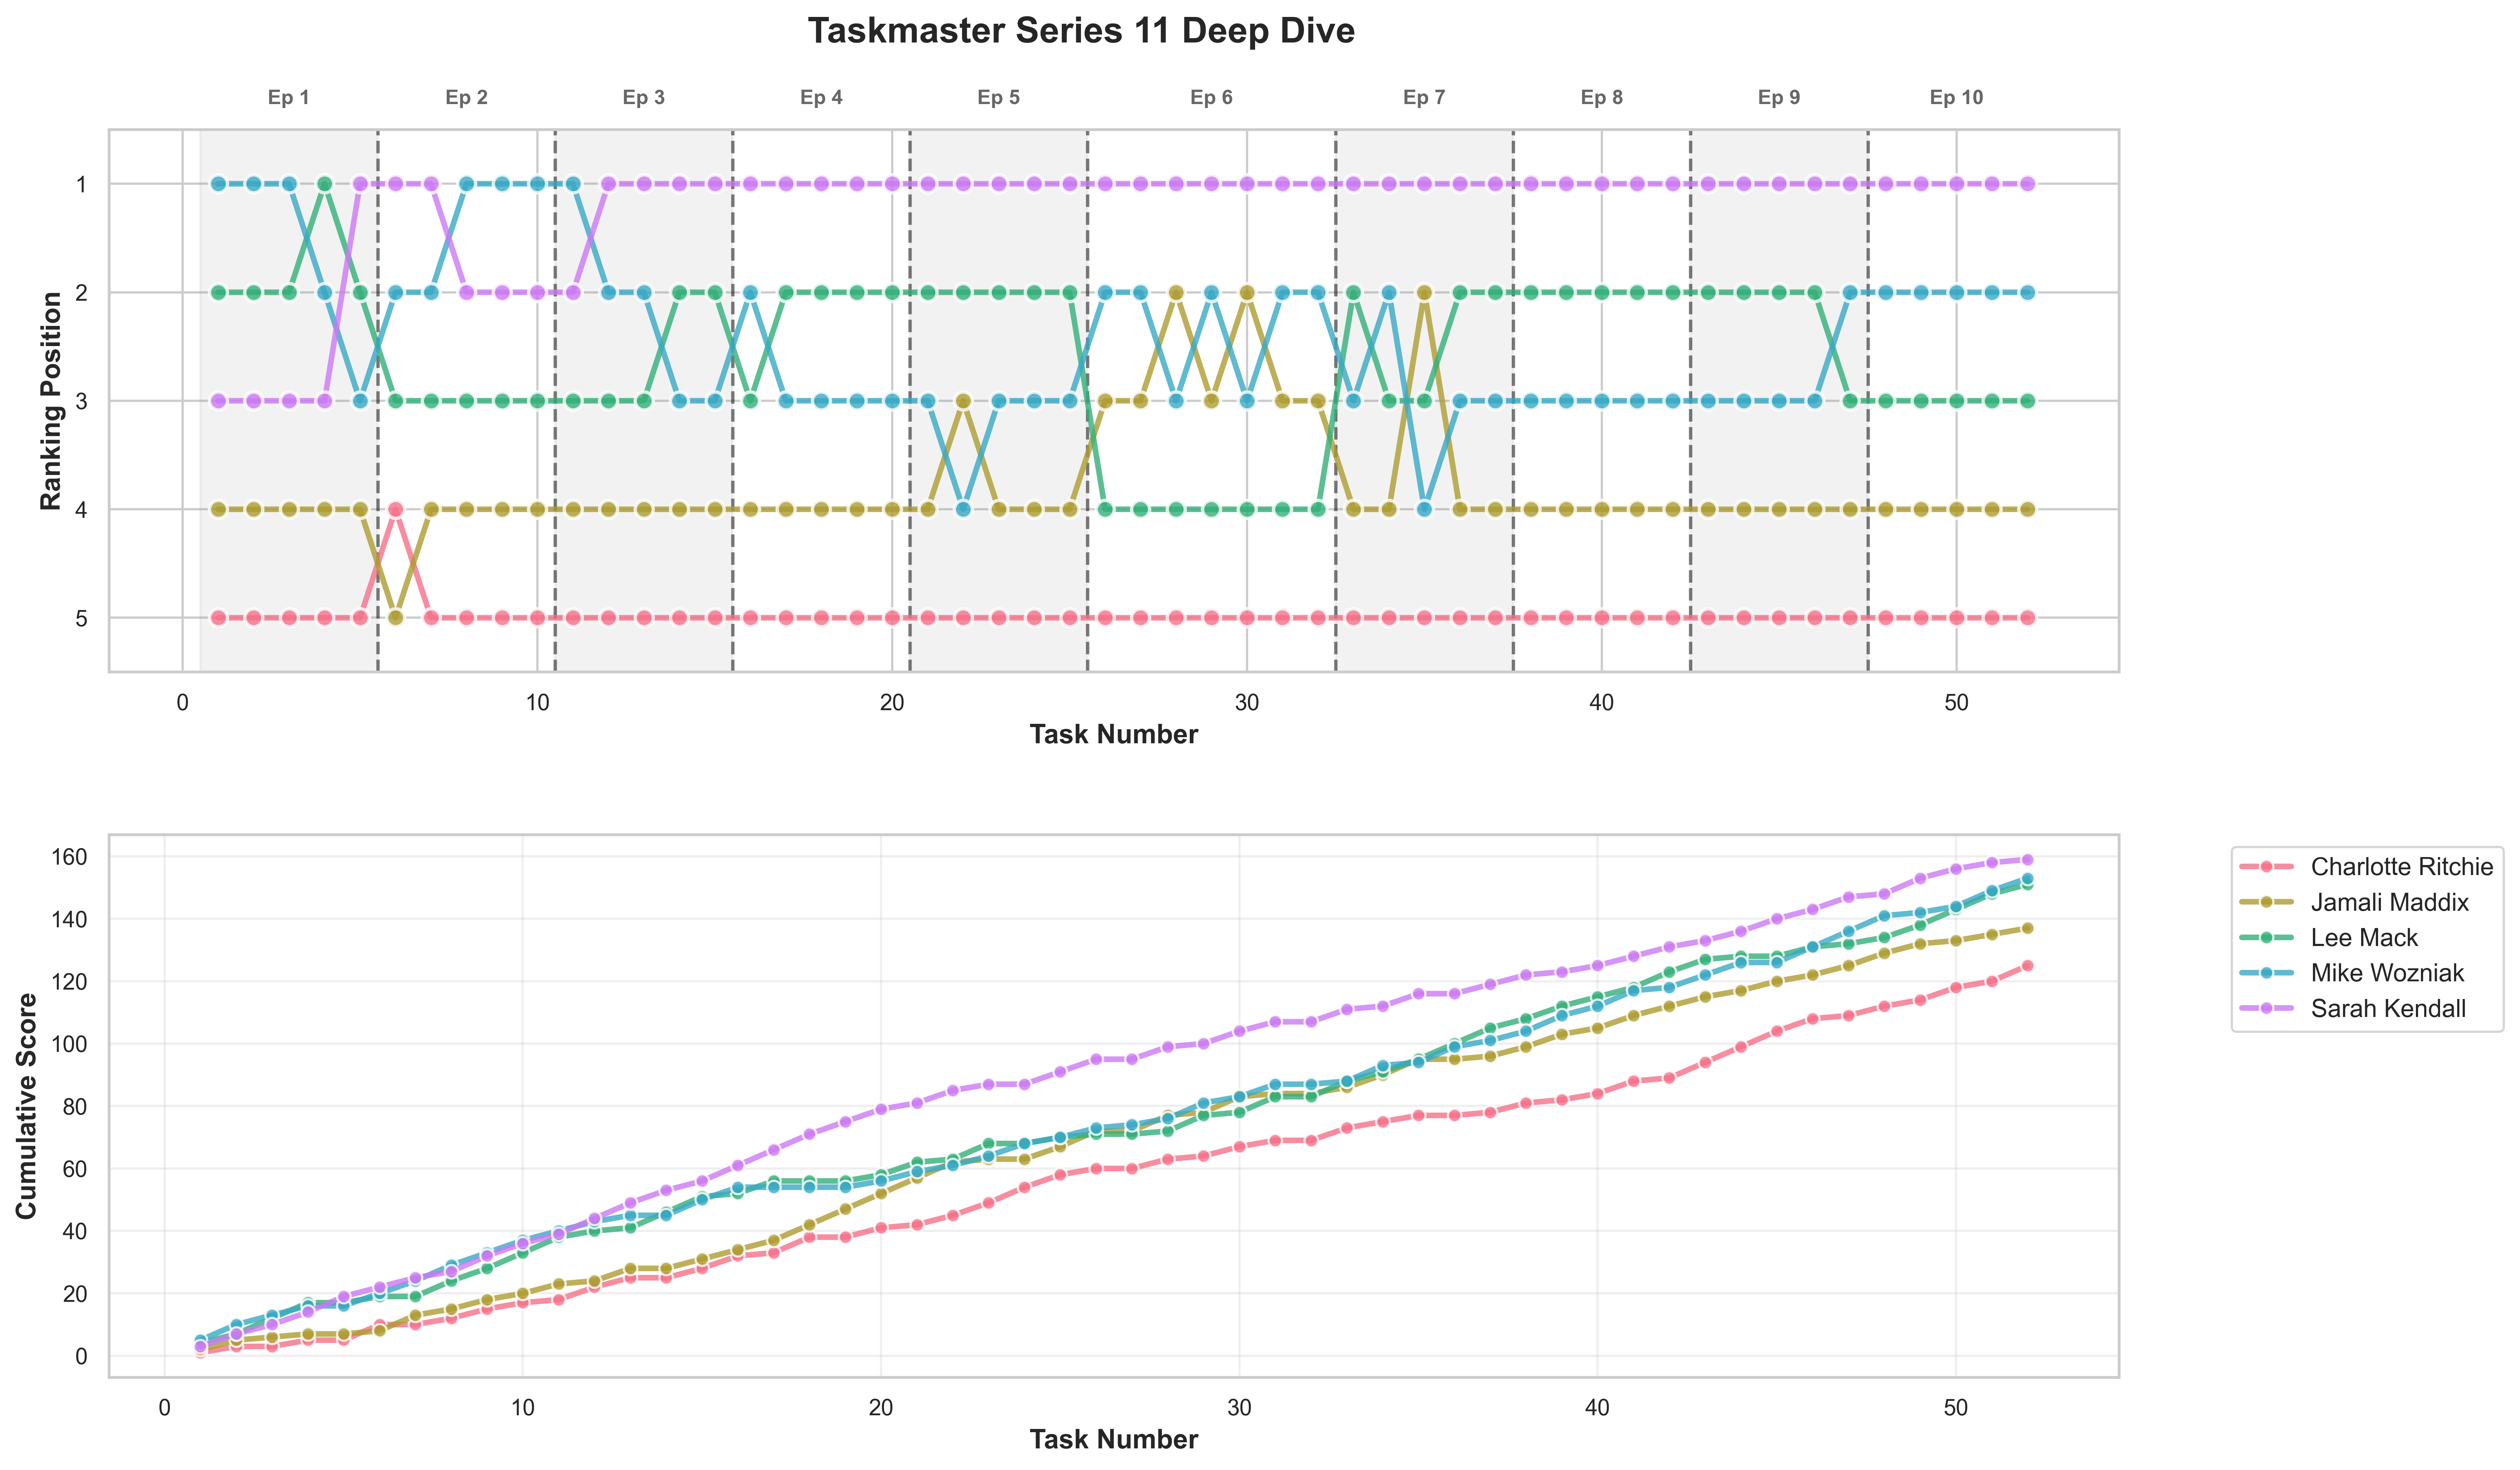 Taskmaster Series 11 Deep Dive
Ep 1 Ep 2 Ep 3 Ep 4 Ep 5 Ep 6 Ep 7 Ep 8 Ep 9 Ep 10
Ranking Position
1
2
3
4
5
0 10 20 30 40 50
Task Number
Cumulative Score
160
140
120
100
80
60
40
20
0
0 10 20 30 40 50
Task Number
Charlotte Ritchie
Jamali Maddix
Lee Mack
Mike Wozniak
Sarah Kendall